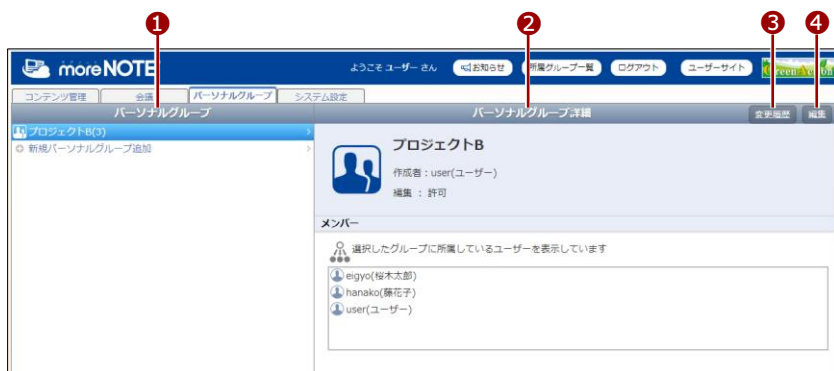 1 2 3 4
moreNOTE ようこそ ユーザー さん お知らせ 所属グループ一覧 ログアウト ユーザーサイト Green Action
コンテンツ管理 会議 パーソナルグループ システム設定
パーソナルグループ パーソナルグループ詳細 変更履歴 編集
プロジェクトB(3)
新規パーソナルグループ追加
プロジェクトB
作成者：user(ユーザー)
編集 ： 許可
メンバー
選択したグループに所属しているユーザーを表示しています
eigyo(桜木太郎)
hanako(藤花子)
user(ユーザー)